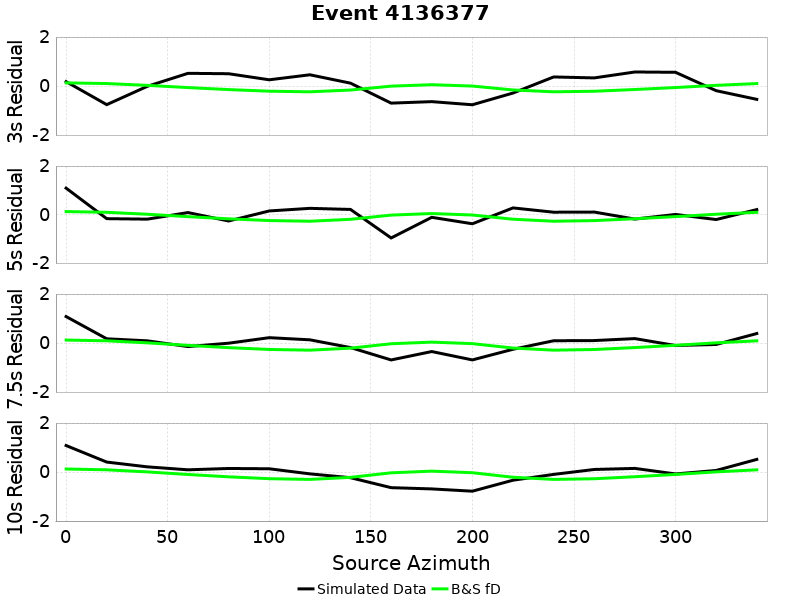 Event 4136377
3s Residual
2
0
-2
5s Residual
2
0
-2
7.5s Residual
2
0
-2
10s Residual
2
0
-2
0 50 100 150 200 250 300
Source Azimuth
Simulated Data B&S fD